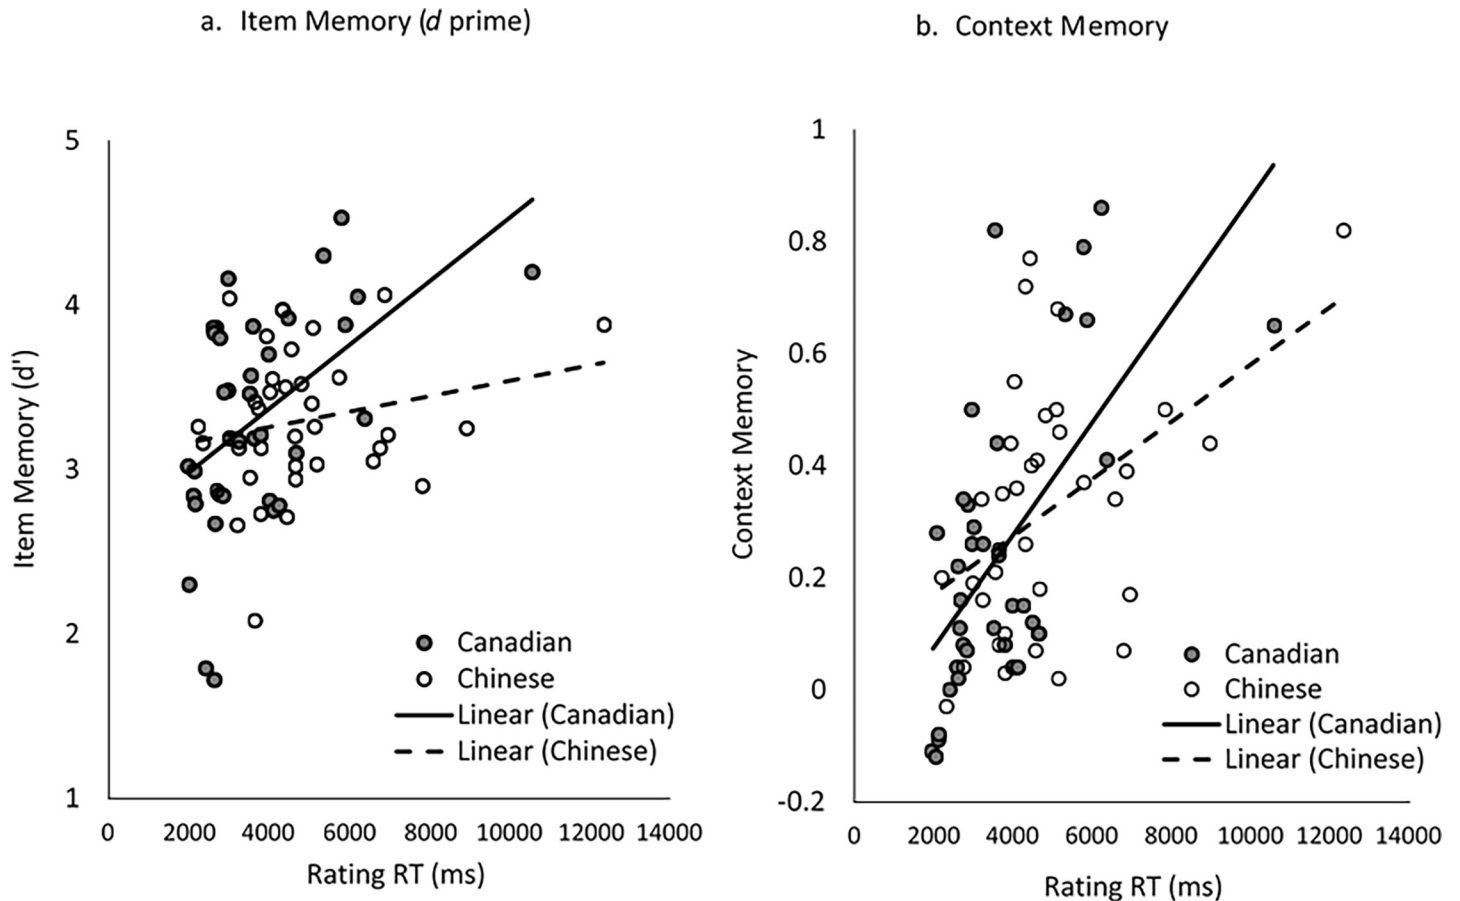 a. Item Memory (d prime)
5
4
3
2
1
Item Memory (d')
0 2000 4000 6000 8000 10000 12000 14000
Rating RT (ms)
Canadian
Chinese
Linear (Canadian)
Linear (Chinese)
b. Context Memory
1
0.8
0.6
0.4
0.2
0
-0.2
Context Memory
0 2000 4000 6000 8000 10000 12000 14000
Rating RT (ms)
Canadian
Chinese
Linear (Canadian)
Linear (Chinese)